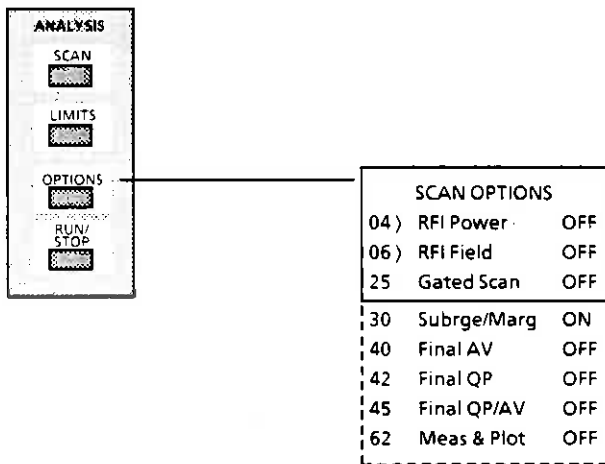 ANALYSIS
SCAN
LIMITS
OPTIONS
RUN/
STOP
SCAN OPTIONS
04) RFI Power OFF
06) RFI Field OFF
25 Gated Scan OFF
30 Subrge/Marg ON
40 Final AV OFF
42 Final QP OFF
45 Final QP/AV OFF
62 Meas & Plot OFF